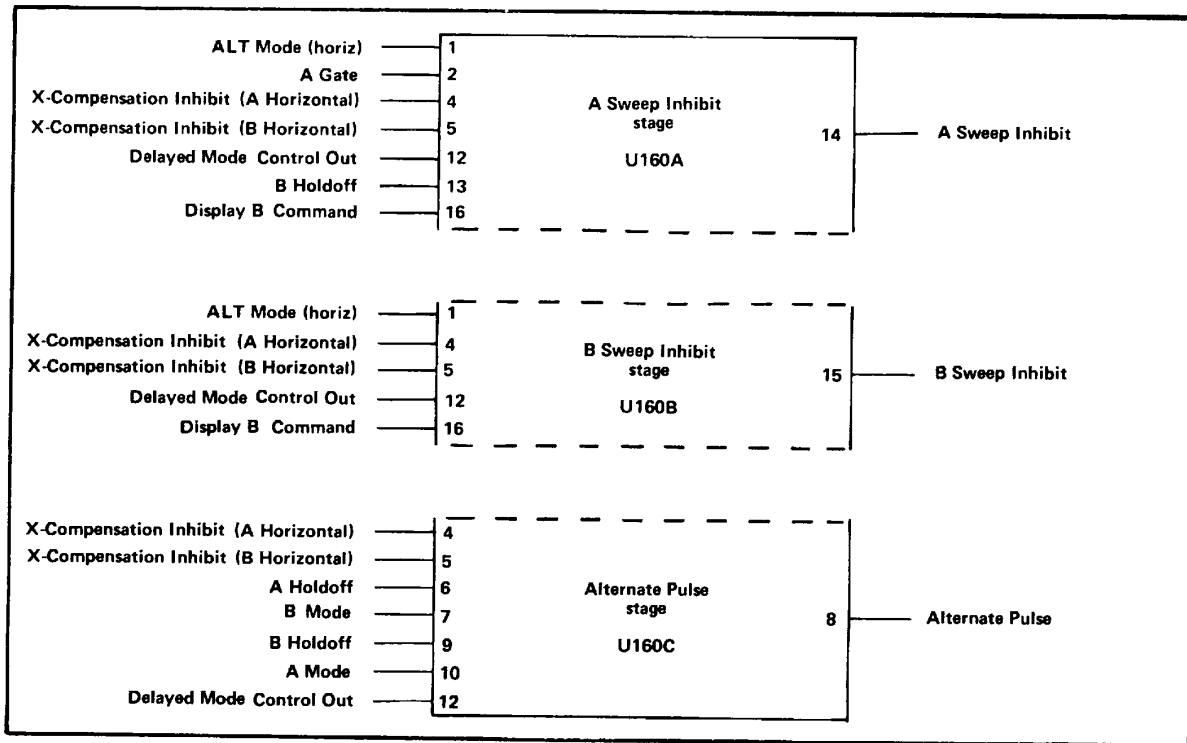 ALT Mode (horiz) 1
A Gate 2
X-Compensation Inhibit (A Horizontal) 4
X-Compensation Inhibit (B Horizontal) 5
Delayed Mode Control Out 12
B Holdoff 13
Display B Command 16
A Sweep Inhibit
stage
U160A
14 A Sweep Inhibit
ALT Mode (horiz) 1
X-Compensation Inhibit (A Horizontal) 4
X-Compensation Inhibit (B Horizontal) 5
Delayed Mode Control Out 12
Display B Command 16
B Sweep Inhibit
stage
U160B
15 B Sweep Inhibit
X-Compensation Inhibit (A Horizontal) 4
X-Compensation Inhibit (B Horizontal) 5
A Holdoff 6
B Mode 7
B Holdoff 9
A Mode 10
Delayed Mode Control Out 12
Alternate Pulse
stage
U160C
8 Alternate Pulse